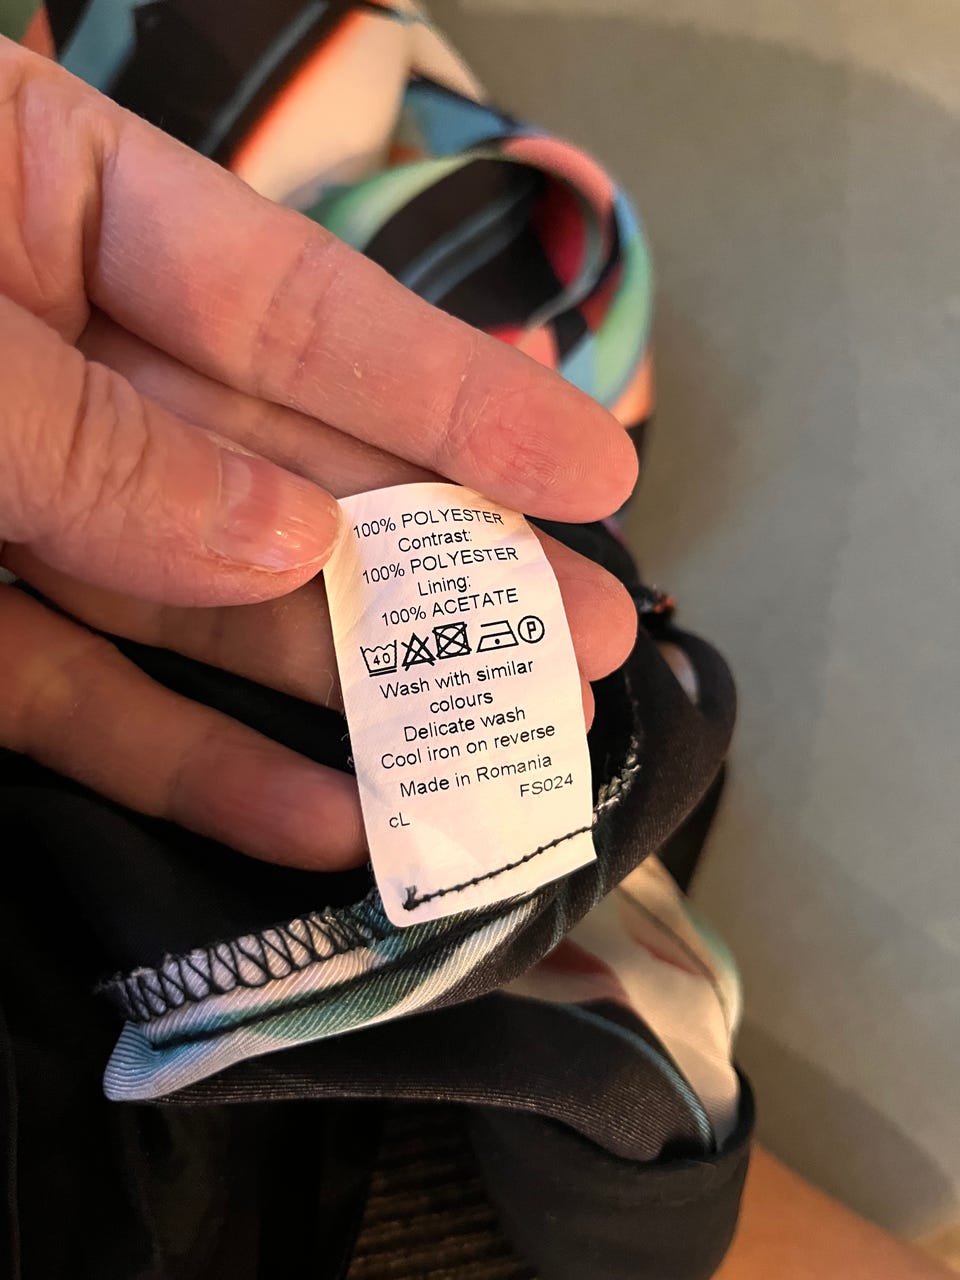 100% POLYESTER
Contrast:
100% POLYESTER
Lining:
100% ACETATE
40 P
Wash with similar
colours
Delicate wash
Cool iron on reverse
Made in Romania
FS024
cL